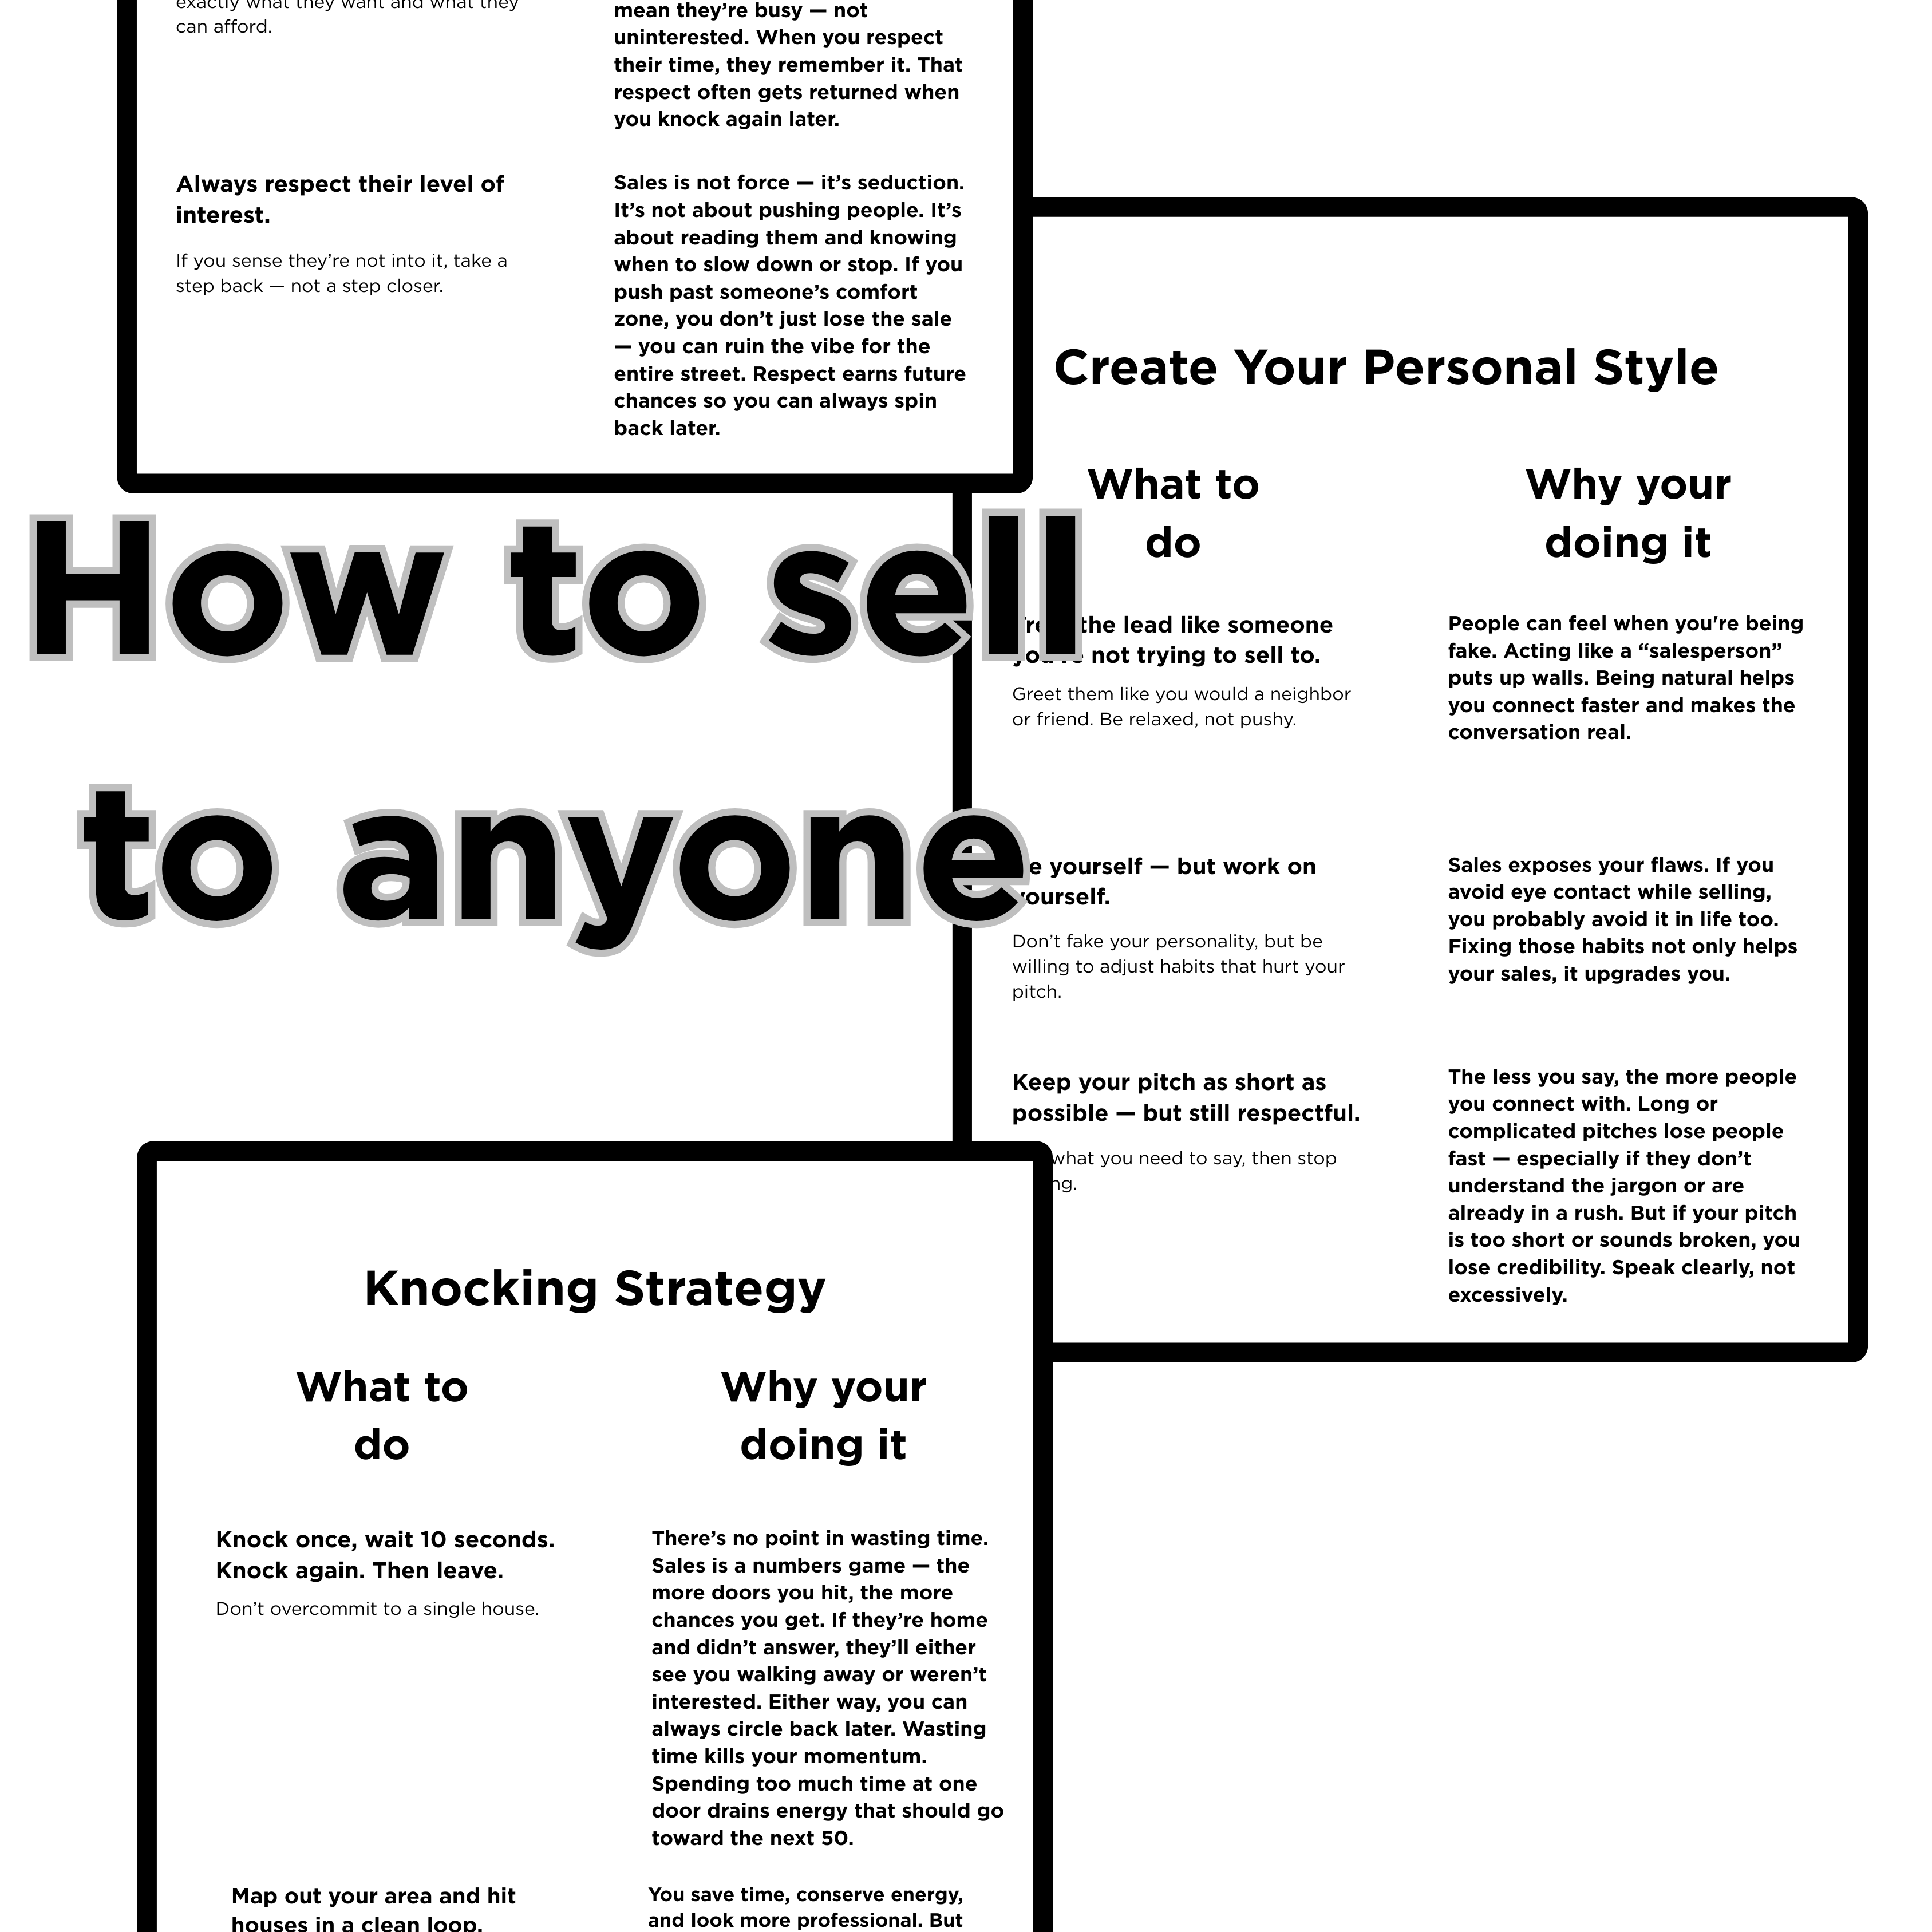 exactly what they want and what they
can afford.
mean they’re busy — not
uninterested. When you respect
their time, they remember it. That
respect often gets returned when
you knock again later.
Always respect their level of
interest.
If you sense they’re not into it, take a
step back — not a step closer.
Sales is not force — it’s seduction.
It’s not about pushing people. It’s
about reading them and knowing
when to slow down or stop. If you
push past someone’s comfort
zone, you don’t just lose the sale
— you can ruin the vibe for the
entire street. Respect earns future
chances so you can always spin
back later.
How to sell
to anyone
Create Your Personal Style
What to
do
Why your
doing it
the lead like someone
not trying to sell to.
Greet them like you would a neighbor
or friend. Be relaxed, not pushy.
People can feel when you're being
fake. Acting like a “salesperson”
puts up walls. Being natural helps
you connect faster and makes the
conversation real.
yourself — but work on
yourself.
Don’t fake your personality, but be
willing to adjust habits that hurt your
pitch.
Sales exposes your flaws. If you
avoid eye contact while selling,
you probably avoid it in life too.
Fixing those habits not only helps
your sales, it upgrades you.
Keep your pitch as short as
possible — but still respectful.
what you need to say, then stop
The less you say, the more people
you connect with. Long or
complicated pitches lose people
fast — especially if they don’t
understand the jargon or are
already in a rush. But if your pitch
is too short or sounds broken, you
lose credibility. Speak clearly, not
excessively.
Knocking Strategy
What to
do
Why your
doing it
Knock once, wait 10 seconds.
Knock again. Then leave.
Don’t overcommit to a single house.
There’s no point in wasting time.
Sales is a numbers game — the
more doors you hit, the more
chances you get. If they’re home
and didn’t answer, they’ll either
see you walking away or weren’t
interested. Either way, you can
always circle back later. Wasting
time kills your momentum.
Spending too much time at one
door drains energy that should go
toward the next 50.
Map out your area and hit
houses in a clean loop.
You save time, conserve energy,
and look more professional. But